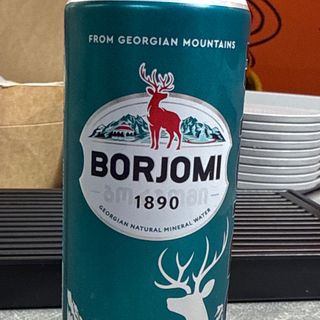 FROM GEORGIAN MOUNTAINS
BORJOMI
1890
GEORGIAN NATURAL MINERAL WATER